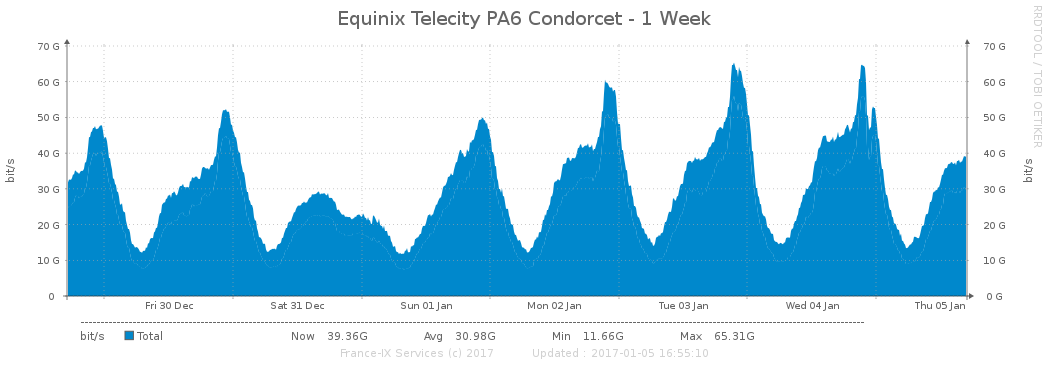 Equinix Telecity PA6 Condorcet - 1 Week
RRDTOOL / TOBI OETIKER
bit/s
70 G 70 G
60 G 60 G
50 G 50 G
40 G 40 G
30 G 30 G
20 G 20 G
10 G 10 G
0 0 G
bit/s
Fri 30 Dec Sat 31 Dec Sun 01 Jan Mon 02 Jan Tue 03 Jan Wed 04 Jan Thu 05 Jan
bit/s Total Now 39.36G Avg 30.98G Min 11.66G Max 65.31G
France-IX Services (c) 2017 Updated : 2017-01-05 16:55:10